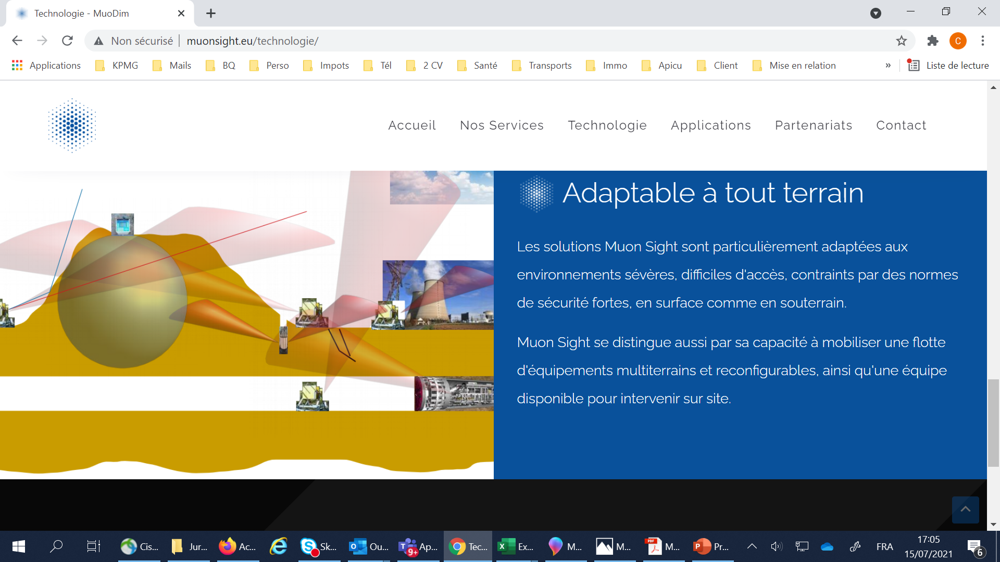 Technologie - MuoDim
Non sécurisé
muonsight.eu/technologie/
C
Applications
KPMG
Mails
BQ
Perso
Impots
Tél
2 CV
Santé
Transports
Immo
Apicu
Client
Mise en relation
»
Liste de lecture
Accueil
Nos Services
Technologie
Applications
Partenariats
Contact
Adaptable à tout terrain
Les solutions Muon Sight sont particulièrement adaptées aux
environnements sévères, difficiles d'accès, contraints par des normes
de sécurité fortes, en surface comme en souterrain.
Muon Sight se distingue aussi par sa capacité à mobiliser une flotte
d'équipements multiterrains et reconfigurables, ainsi qu'une équipe
disponible pour intervenir sur site.
Cis...
Jur...
Ac...
Sk...
Ou...
9+
Ap...
Tec...
Ex...
M...
M...
PDF
M...
Pr...
FRA
17:05
15/07/2021
6